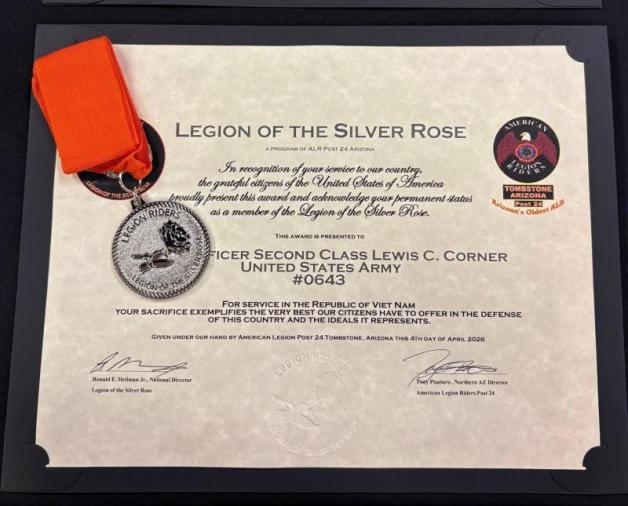 LEGION OF THE SILVER ROSE
A PROGRAM OF ALR POST 24 ARIZONA
In recognition of your service to our country,
the grateful citizens of the United States of America
proudly present this award and acknowledge your permanent status
as a member of the Legion of the Silver Rose.
THIS AWARD IS PRESENTED TO
FFICER SECOND CLASS LEWIS C. CORNER
UNITED STATES ARMY
#0643
FOR SERVICE IN THE REPUBLIC OF VIET NAM
YOUR SACRIFICE EXEMPLIFIES THE VERY BEST OUR CITIZENS HAVE TO OFFER IN THE DEFENSE
OF THIS COUNTRY AND THE IDEALS IT REPRESENTS.
GIVEN UNDER OUR HAND BY AMERICAN LEGION POST 24 TOMBSTONE, ARIZONA THIS 4TH DAY OF APRIL 2026
Ronald E. Heilman Jr., National Director
Legion of the Silver Rose
Northern AZ Director
American Legion Riders Post 24
AMERICAN
LEGION
RIDERS
TOMBSTONE
ARIZONA
Post 24
Arizona's Oldest ALR
LEGION RIDERS
LEGION OF THE SILVER ROSE
LEGION OF THE
LEGION RIDERS